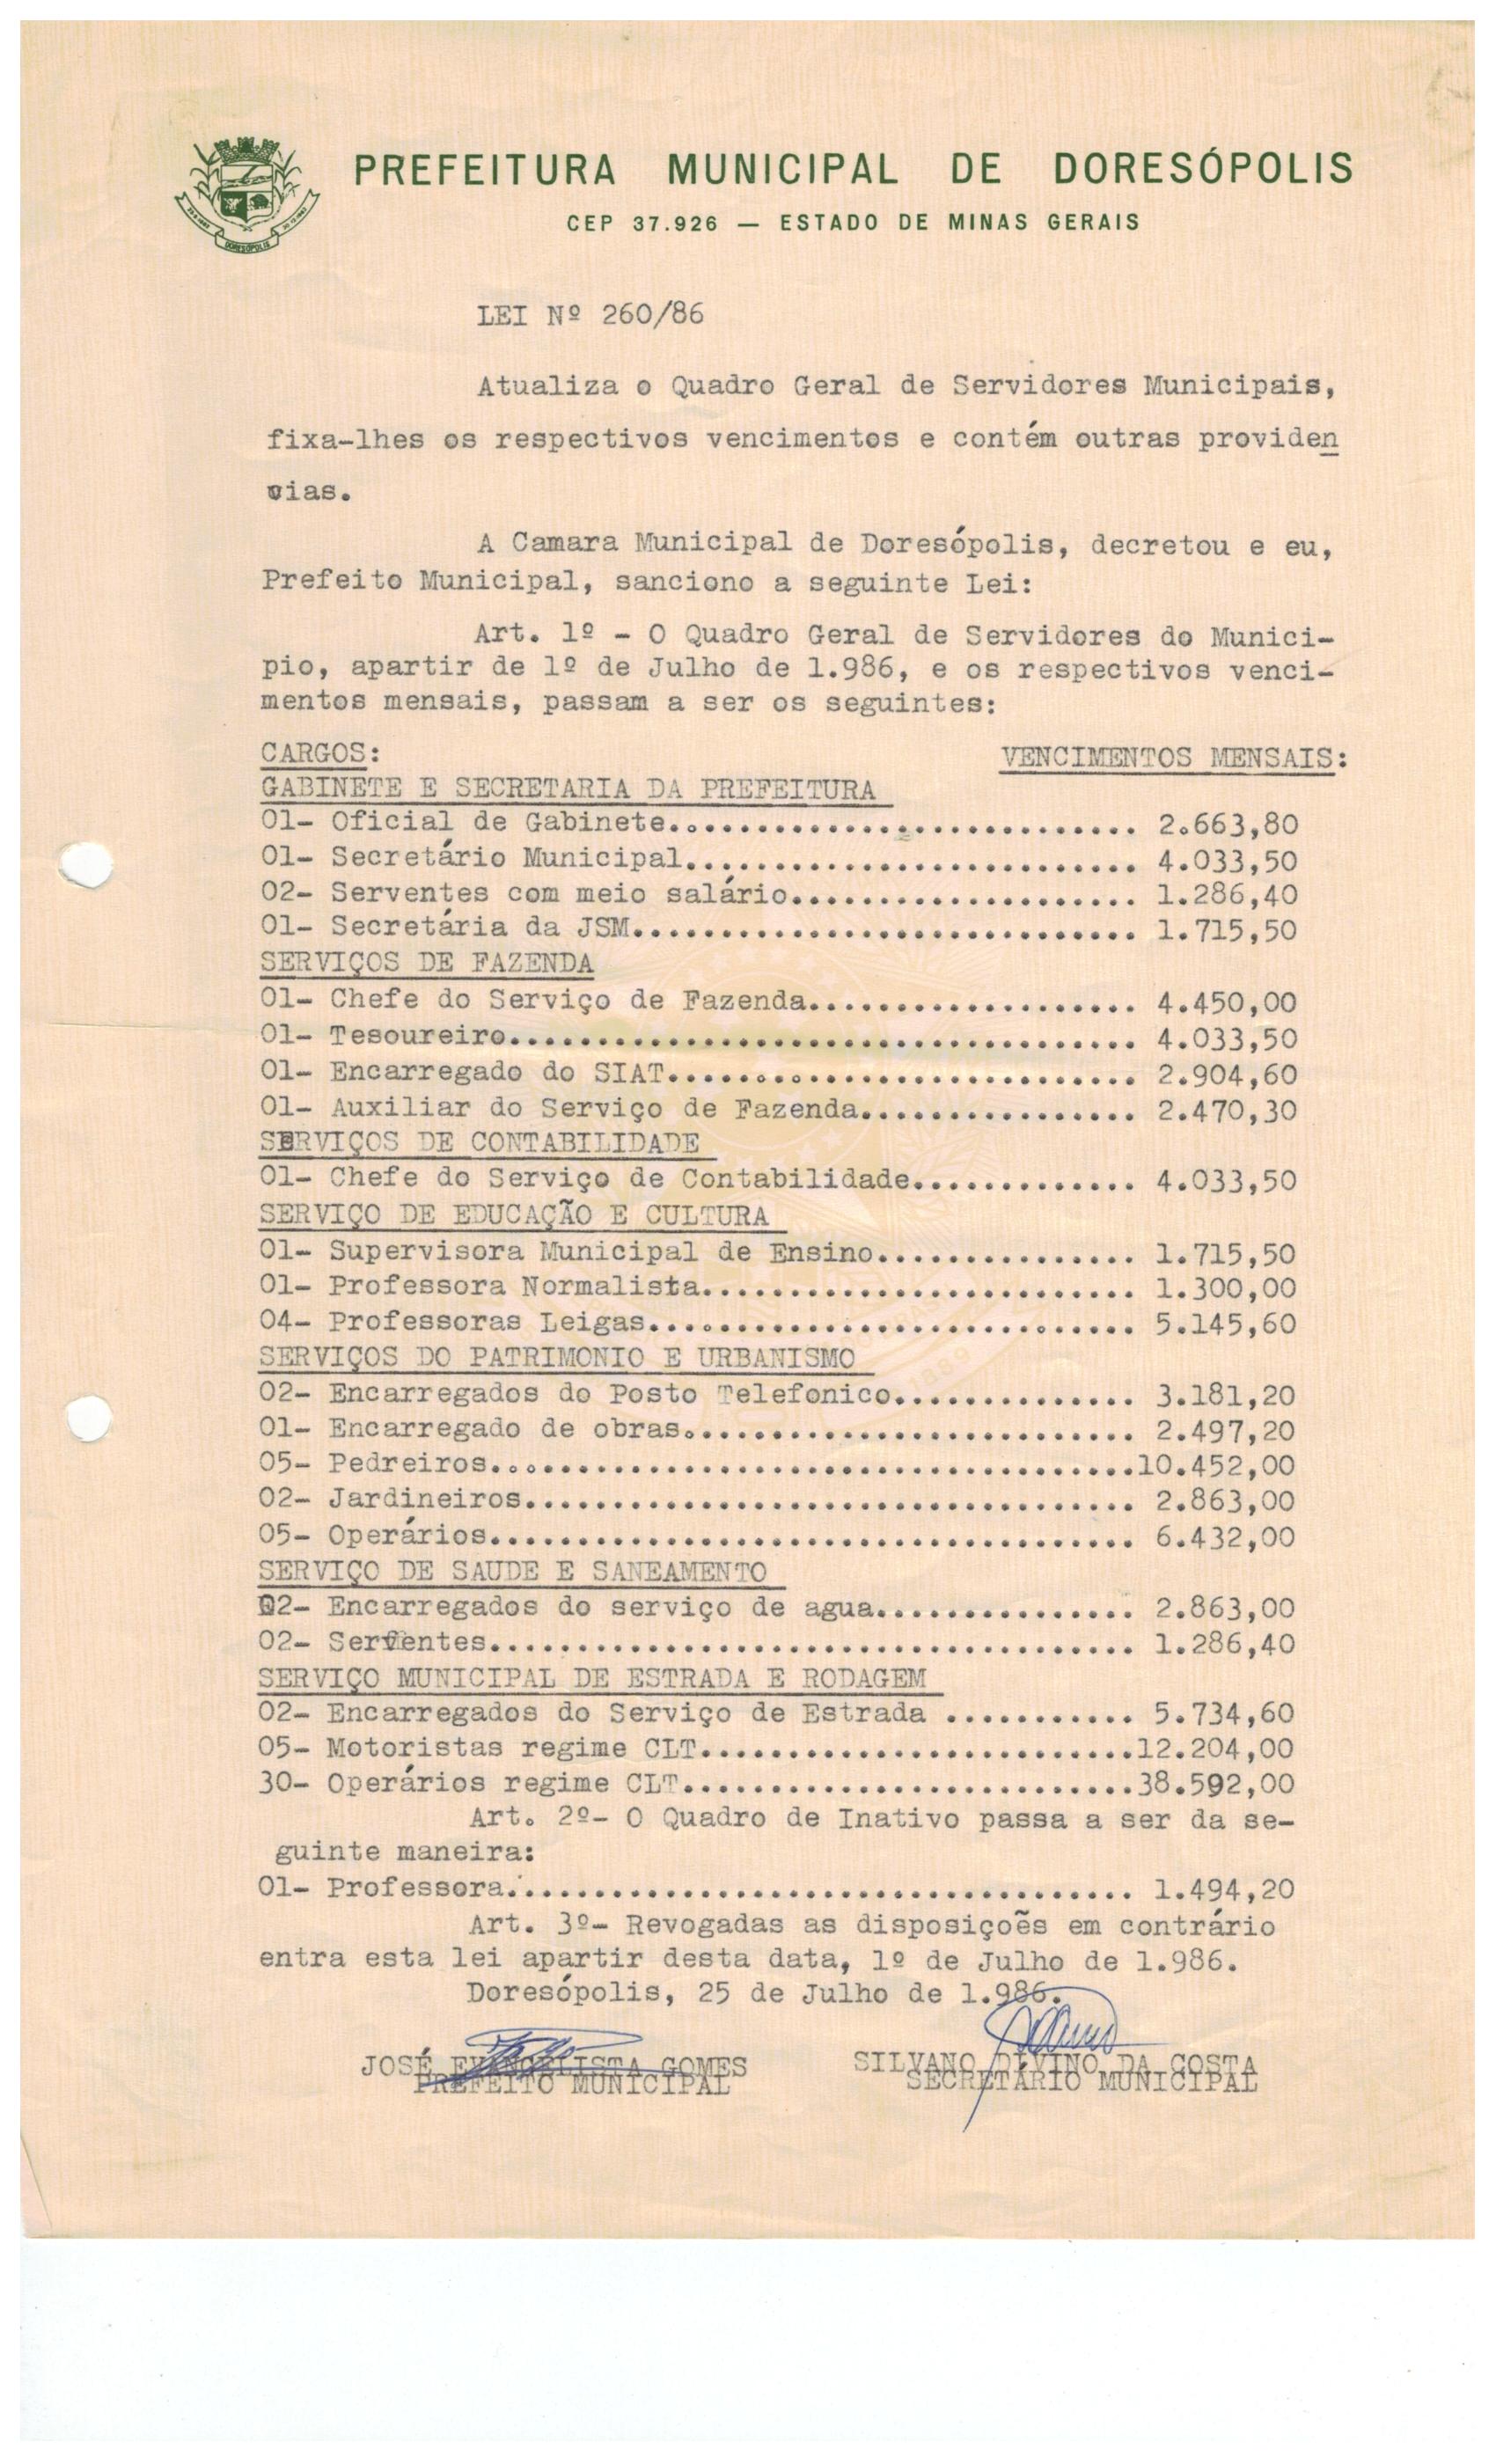 PREFEITURA MUNICIPAL DE DORESÓPOLIS
CEP 37.926 — ESTADO DE MINAS GERAIS
DORESÓPOLIS
LEI Nº 260/86
Atualiza o Quadro Geral de Servidores Municipais,
fixa-lhes os respectivos vencimentos e contém outras providen
cias.
A Camara Municipal de Doresópolis, decretou e eu,
Prefeito Municipal, sanciono a seguinte Lei:
Art. 1º - O Quadro Geral de Servidores do Munici-
pio, apartir de 1º de Julho de 1.986, e os respectivos venci-
mentos mensais, passam a ser os seguintes:
CARGOS: VENCIMENTOS MENSAIS:
GABINETE E SECRETARIA DA PREFEITURA
01- Oficial de Gabinete........................... 2.663,80
01- Secretário Municipal.......................... 4.033,50
02- Serventes com meio salário.................... 1.286,40
01- Secretária da JSM............................. 1.715,50
SERVIÇOS DE FAZENDA
01- Chefe do Serviço de Fazenda................... 4.450,00
01- Tesoureiro.................................... 4.033,50
01- Encarregado do SIAT........................... 2.904,60
01- Auxiliar do Serviço de Fazenda................ 2.470,30
SERVIÇOS DE CONTABILIDADE
01- Chefe do Serviço de Contabilidade............. 4.033,50
SERVIÇO DE EDUCAÇÃO E CULTURA
01- Supervisora Municipal de Ensino............... 1.715,50
01- Professora Normalista......................... 1.300,00
04- Professoras Leigas............................ 5.145,60
SERVIÇOS DO PATRIMONIO E URBANISMO
02- Encarregados do Posto Telefonico.............. 3.181,20
01- Encarregado de obras.......................... 2.497,20
05- Pedreiros.....................................10.452,00
02- Jardineiros................................... 2.863,00
05- Operários..................................... 6.432,00
SERVIÇO DE SAUDE E SANEAMENTO
02- Encarregados do serviço de agua............... 2.863,00
02- Serventes..................................... 1.286,40
SERVIÇO MUNICIPAL DE ESTRADA E RODAGEM
02- Encarregados do Serviço de Estrada ........... 5.734,60
05- Motoristas regime CLT.........................12.204,00
30- Operários regime CLT..........................38.592,00
Art. 2º- O Quadro de Inativo passa a ser da se-
guinte maneira:
01- Professora.................................... 1.494,20
Art. 3º- Revogadas as disposiçoẽs em contrário
entra esta lei apartir desta data, 1º de Julho de 1.986.
Doresópolis, 25 de Julho de 1.986.
JOSÉ EVANGELISTA GOMES SILVANO DIVINO DA COSTA
PREFEITO MUNICIPAL SECRETÁRIO MUNICIPAL